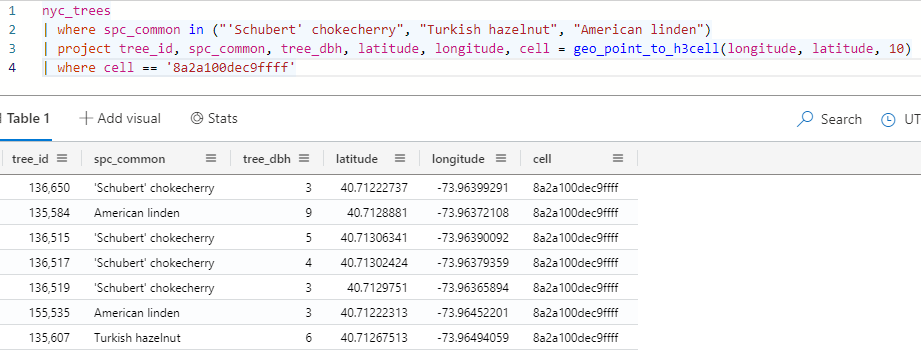 1 nyc_trees
2 | where spc_common in ("'Schubert' chokecherry", "Turkish hazelnut", "American linden")
3 | project tree_id, spc_common, tree_dbh, latitude, longitude, cell = geo_point_to_h3cell(longitude, latitude, 10)
4 | where cell == '8a2a100dec9ffff'
Table 1 Add visual Stats Search UT
tree_id spc_common tree_dbh latitude longitude cell
136,650 'Schubert' chokecherry 3 40.71222737 -73.96399291 8a2a100dec9ffff
135,584 American linden 9 40.7128881 -73.96372108 8a2a100dec9ffff
136,515 'Schubert' chokecherry 5 40.71306341 -73.96390092 8a2a100dec9ffff
136,517 'Schubert' chokecherry 4 40.71302424 -73.96379359 8a2a100dec9ffff
136,519 'Schubert' chokecherry 3 40.7129751 -73.96365894 8a2a100dec9ffff
155,535 American linden 3 40.71222313 -73.96452201 8a2a100dec9ffff
135,607 Turkish hazelnut 6 40.71267513 -73.96494059 8a2a100dec9ffff